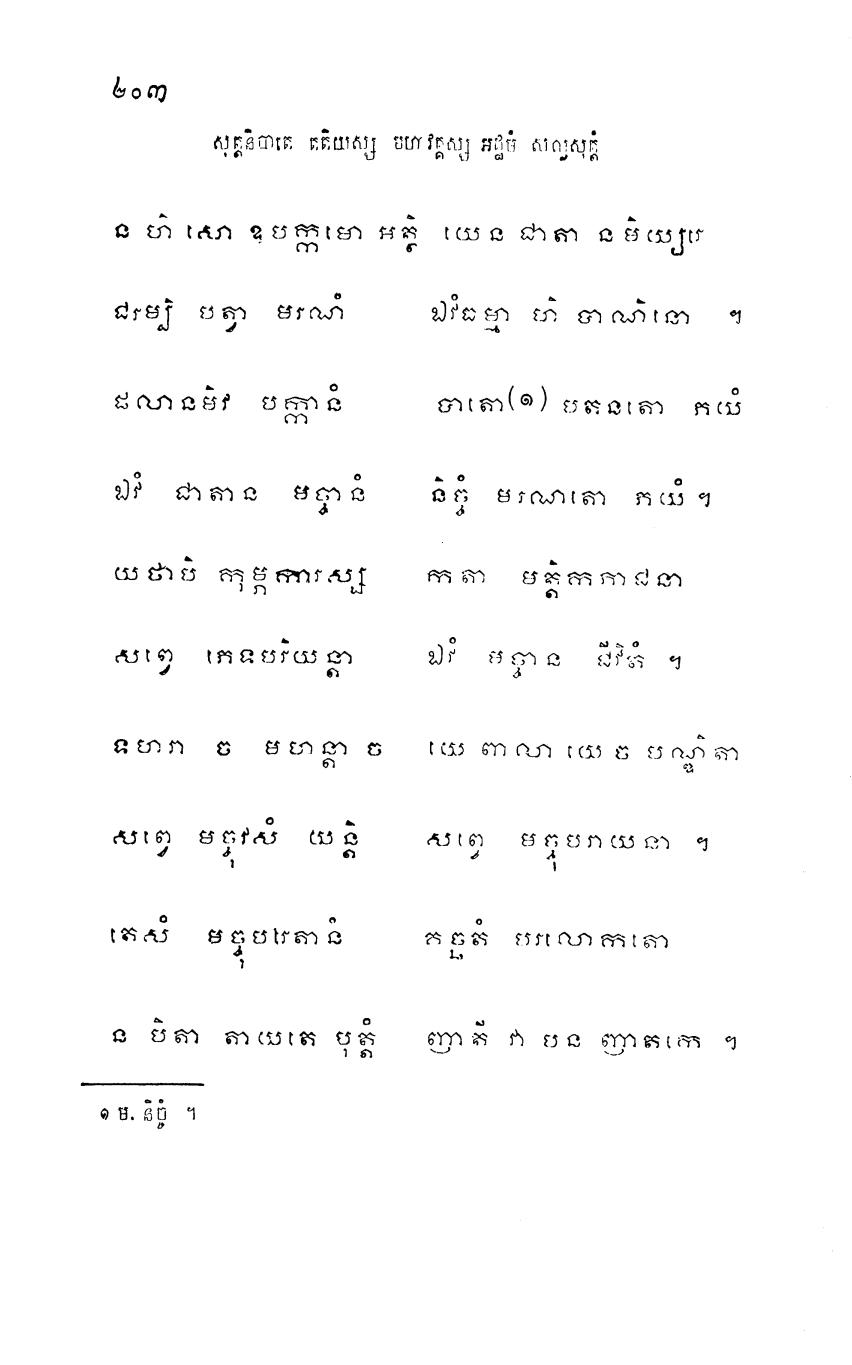 ២០៣
សុត្តនិបាតេ តតិយស្ស មហាវគ្គស្ស អដ្ឋមំ សល្លសុត្តំ
ន ហិ សោ ឧបក្កមោ អត្ថិ យេន ជាតា ន មិយ្យរេ
ជរម្បិ បត្វា មរណំ ឯវំធម្មា ហិ បាណិនោ ។
ផលានមិវ បក្កានំ បាតោ(១) បតនតោ ភយំ
ឯវំ ជាតាន មច្ចានំ និច្ចំ មរណតោ ភយំ។
យថាបិ កុម្ភការស្ស កតា មត្តិកភាជនា
សព្វេ ភេទបរិយន្តា ឯវំ មច្ចាន ជីវិតំ ។
ទហរា ច មហន្តា ច យេ ពាលា យេ ច បណ្ឌិតា
សព្វេ មច្ចុវសំ យន្តិ សព្វេ មច្ចុបរាយនា ។
តេសំ មច្ចុបរេតានំ គច្ឆតំ បរលោកតោ
ន បិតា តាយតេ បុត្តំ ញាតី វា បន ញាតកេ ។
១ ម. និច្ចំ ។